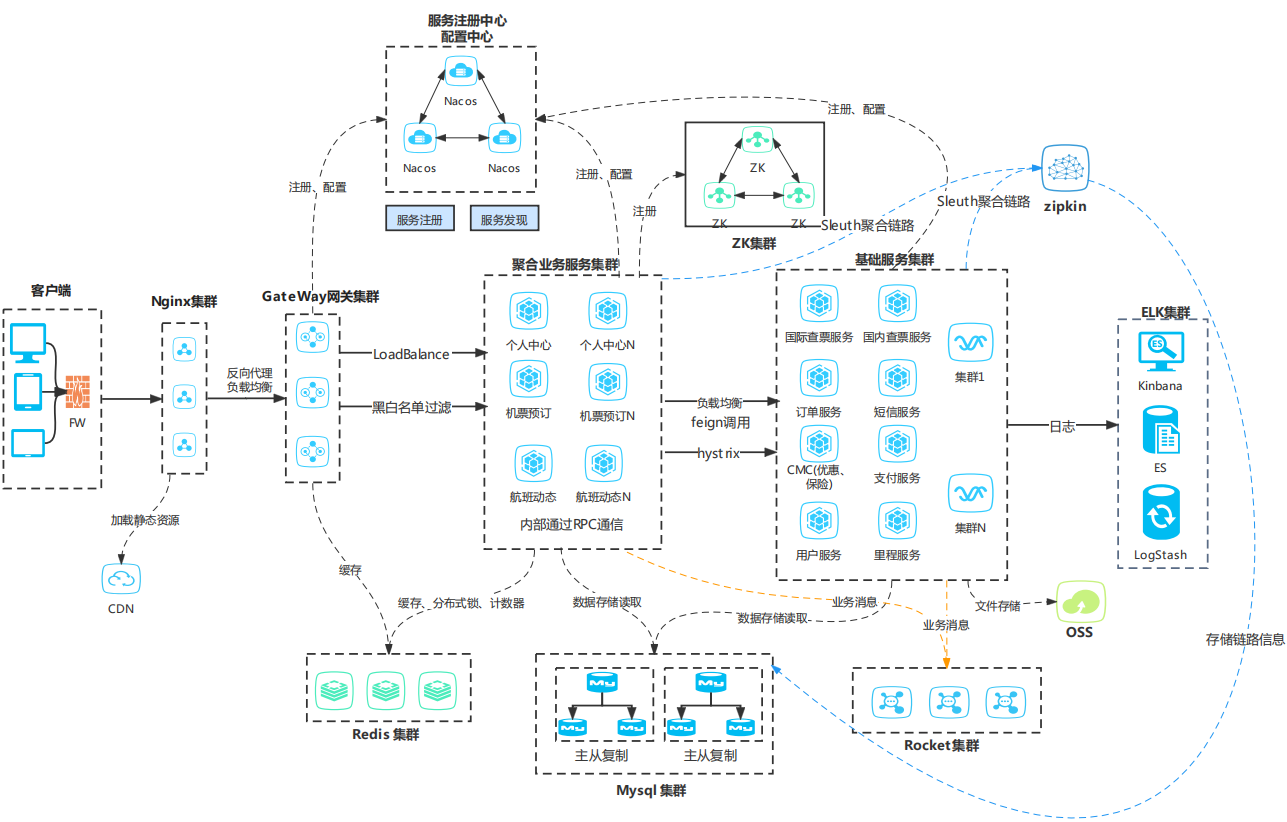 服务注册中心
配置中心
Nacos
Nacos
Nacos
服务注册
服务发现
注册、配置
注册、配置
注册、配置
注册
ZK
ZK
ZK
ZK集群
Sleuth聚合链路
Sleuth聚合链路
zipkin
客户端
FW
Nginx集群
反向代理
负载均衡
加载静态资源
CDN
GateWay网关集群
LoadBalance
黑白名单过滤
缓存
聚合业务服务集群
个人中心
个人中心N
机票预订
机票预订N
航班动态
航班动态N
内部通过RPC通信
负载均衡
feign调用
hystrix
基础服务集群
国际查票服务
国内查票服务
订单服务
短信服务
CMC(优惠、
保险)
支付服务
用户服务
里程服务
集群1
集群N
日志
ELK集群
Kinbana
ES
ES
LogStash
缓存、分布式锁、计数器
数据存储读取
数据存储读取
业务消息
业务消息
文件存储
OSS
存储链路信息
Redis 集群
My
My
My
主从复制
My
My
My
主从复制
Mysql 集群
Rocket集群